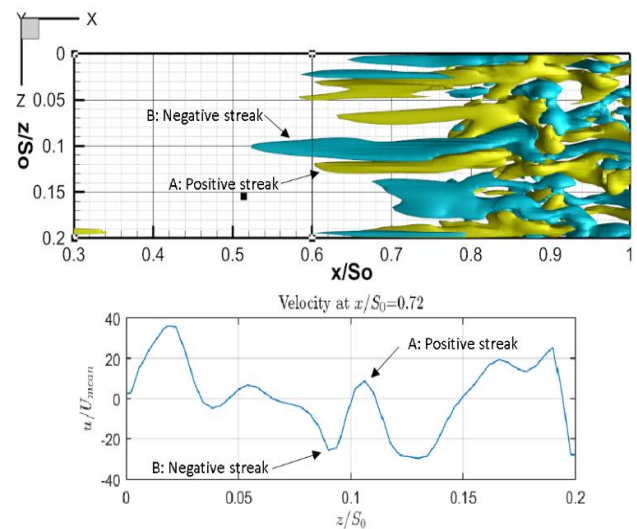 Y X
Z
0
0.05
B: Negative streak
z/So
0.1
A: Positive streak
0.15
0.2
0.3 0.4 0.5 0.6 0.7 0.8 0.9 1
x/So
Velocity at x/S₀=0.72
40
A: Positive streak
20
u/Umean
0
-20
B: Negative streak
-40
0 0.05 0.1 0.15 0.2
z/S₀